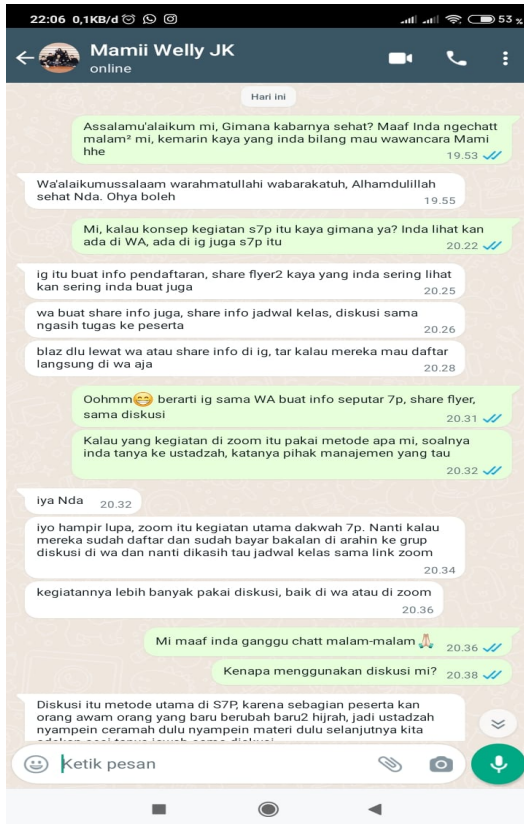 22:06 0,1KB/d
53 %
Mamii Welly JK
online
Hari ini
Assalamu'alaikum mi, Gimana kabarnya sehat? Maaf Inda ngechatt
malam² mi, kemarin kaya yang inda bilang mau wawancara Mami
hhe
19.53
Wa'alaikumussalaam warahmatullahi wabarakatuh, Alhamdulillah
sehat Nda. Ohya boleh
19.55
Mi, kalau konsep kegiatan s7p itu kaya gimana ya? Inda lihat kan
ada di WA, ada di ig juga s7p itu
20.22
ig itu buat info pendaftaran, share flyer2 kaya yang inda sering lihat
kan sering inda buat juga
20.25
wa buat share info juga, share info jadwal kelas, diskusi sama
ngasih tugas ke peserta
20.26
blaz dlu lewat wa atau share info di ig, tar kalau mereka mau daftar
langsung di wa aja
20.28
Oohmm😁 berarti ig sama WA buat info seputar 7p, share flyer,
sama diskusi
20.31
Kalau yang kegiatan di zoom itu pakai metode apa mi, soalnya
inda tanya ke ustadzah, katanya pihak manajemen yang tau
20.32
iya Nda
20.32
iyo hampir lupa, zoom itu kegiatan utama dakwah 7p. Nanti kalau
mereka sudah daftar dan sudah bayar bakalan di arahin ke grup
diskusi di wa dan nanti dikasih tau jadwal kelas sama link zoom
20.34
kegiatannya lebih banyak pakai diskusi, baik di wa atau di zoom
20.36
Mi maaf inda ganggu chatt malam-malam🙏🏻
20.36
Kenapa menggunakan diskusi mi?
20.38
Diskusi itu metode utama di S7P, karena sebagian peserta kan
orang awam orang yang baru berubah baru2 hijrah, jadi ustadzah
nyampein ceramah dulu nyampein materi dulu selanjutnya kita
Ketik pesan